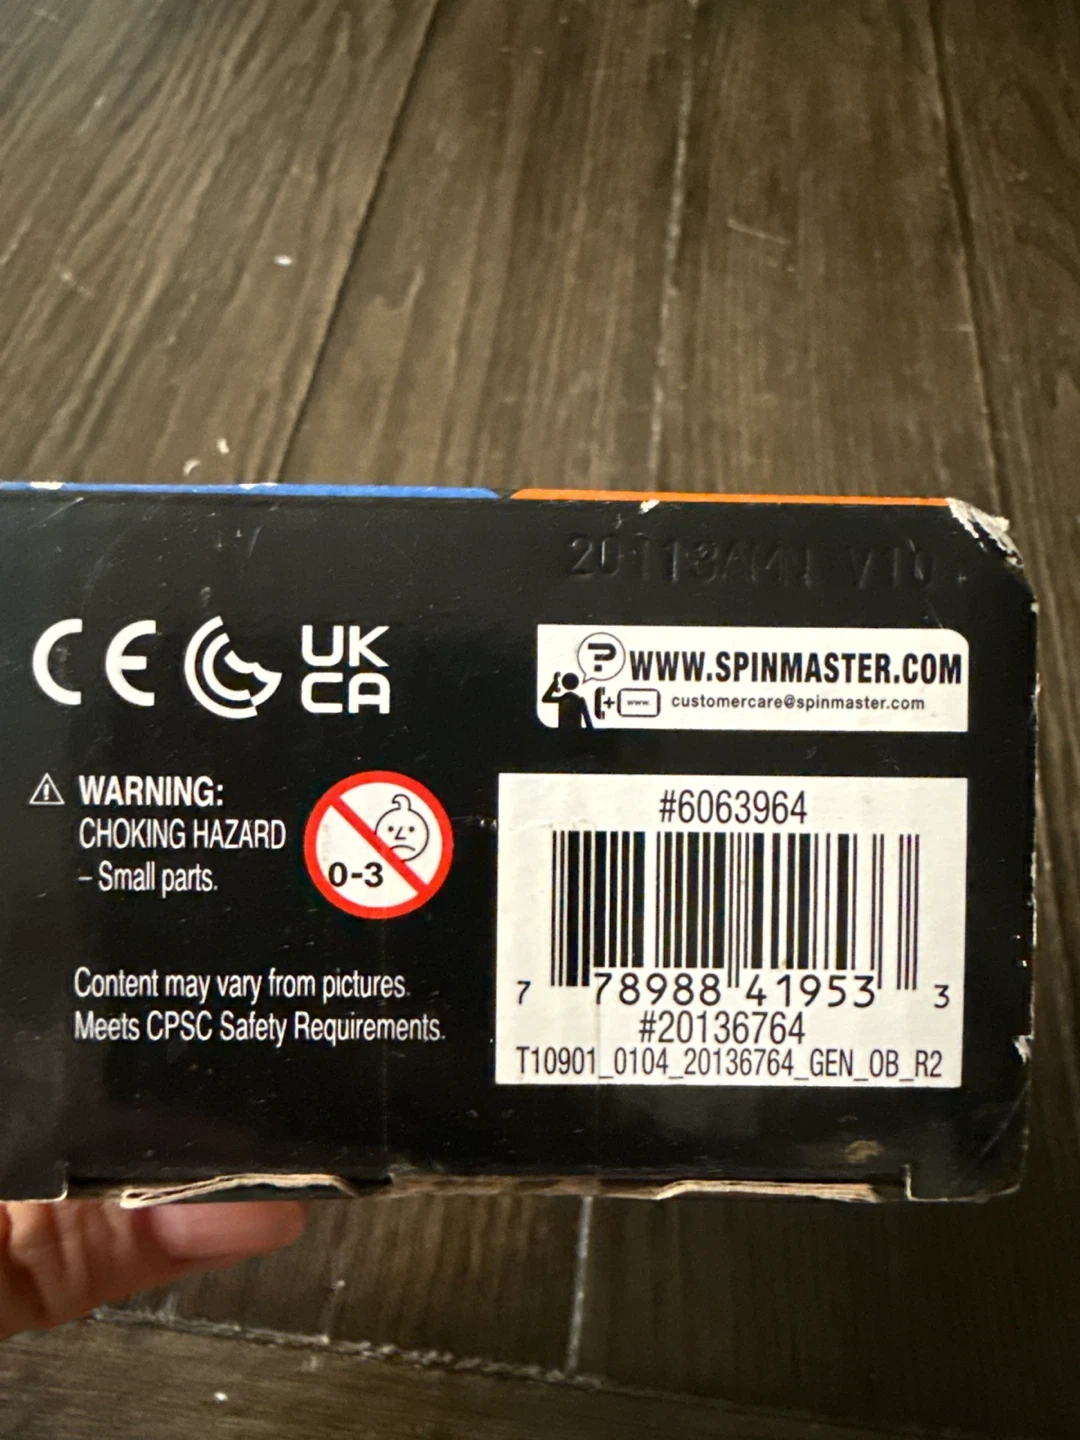 CE
UK
CA
WWW.SPINMASTER.COM
www.
customercare@spinmaster.com
WARNING:
CHOKING HAZARD
– Small parts.
0-3
Content may vary from pictures.
Meets CPSC Safety Requirements.
#6063964
7 78988 41953 3
#20136764
T10901_0104_20136764_GEN_OB_R2